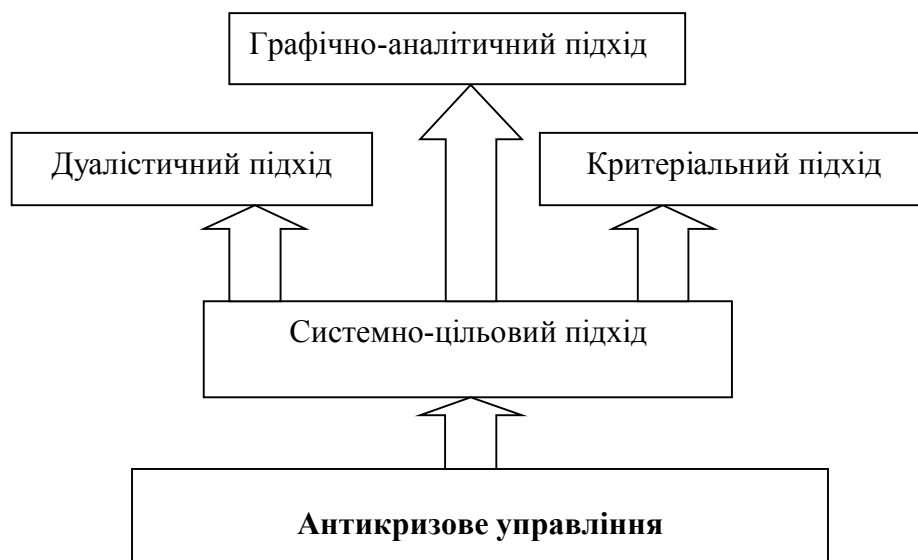 Графічно-аналітичний підхід
Дуалістичний підхід
Критеріальний підхід
Системно-цільовий підхід
Антикризове управління